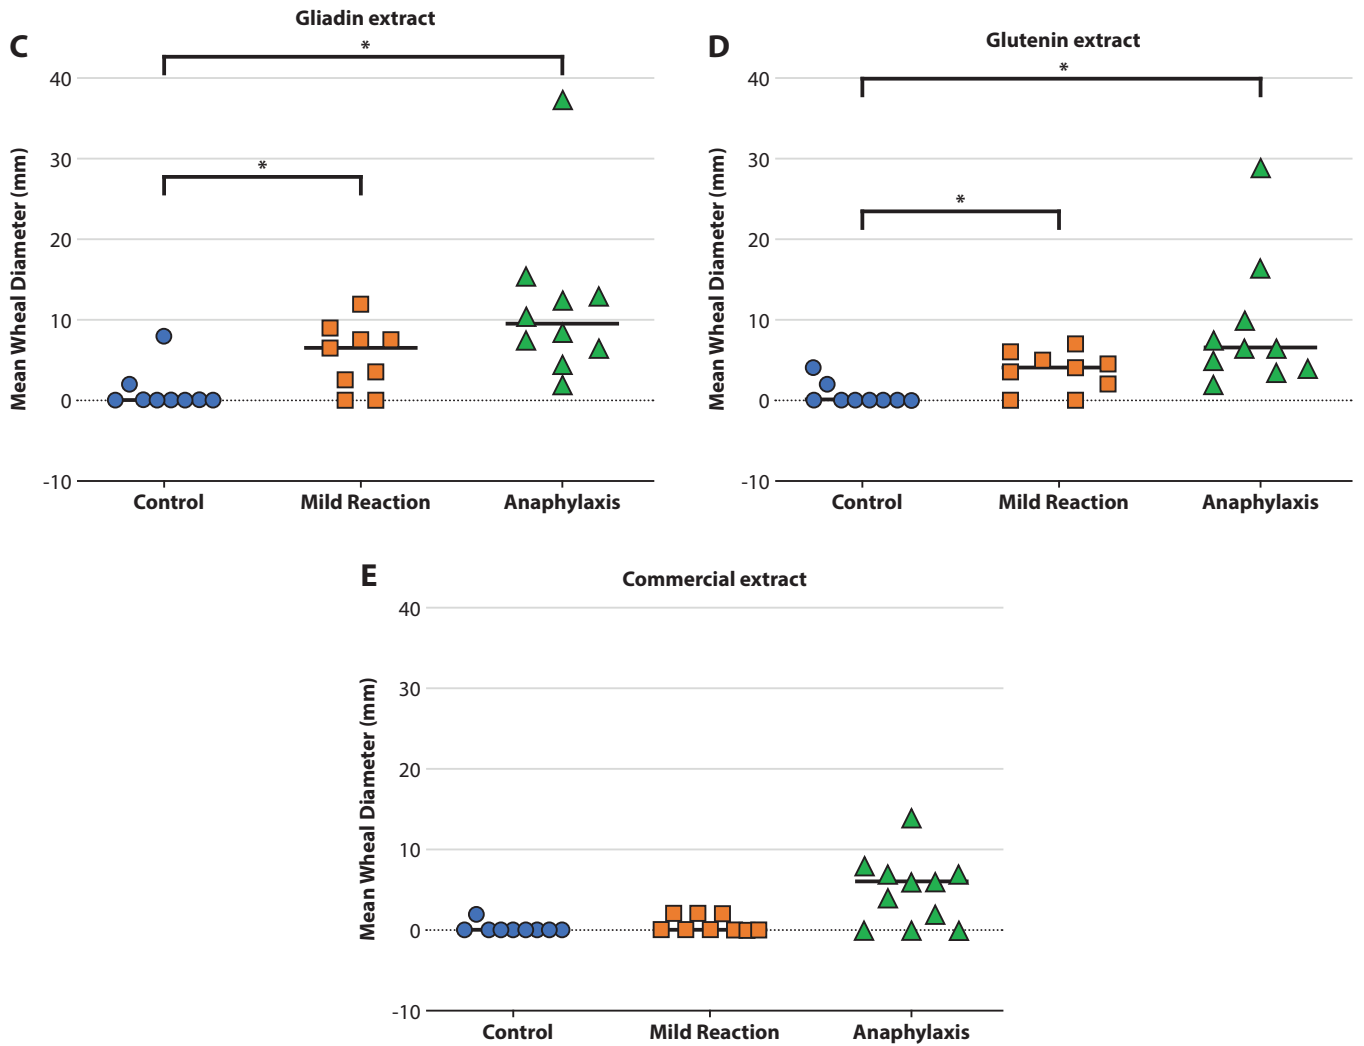 C
Gliadin extract
*
*
Mean Wheal Diameter (mm)
40
30
20
10
0
-10
Control Mild Reaction Anaphylaxis
D
Glutenin extract
*
*
Mean Wheal Diameter (mm)
40
30
20
10
0
-10
Control Mild Reaction Anaphylaxis
E
Commercial extract
Mean Wheal Diameter (mm)
40
30
20
10
0
-10
Control Mild Reaction Anaphylaxis